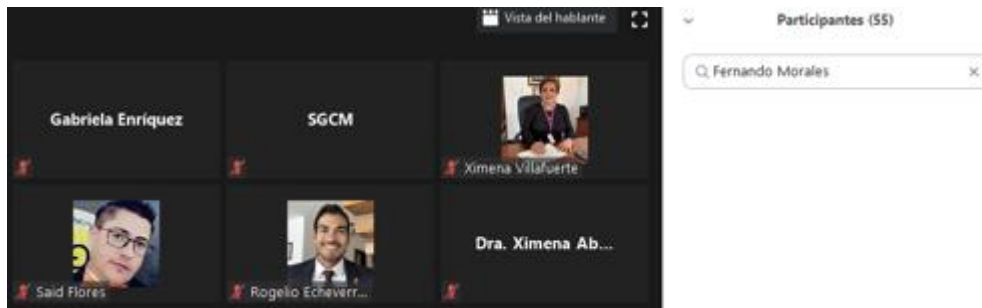 Vista del hablante
Participantes (55)
Fernando Morales
Gabriela Enríquez
SGCM
Ximena Villafuerte
Said Flores
Rogelio Echeverr...
Dra. Ximena Ab...